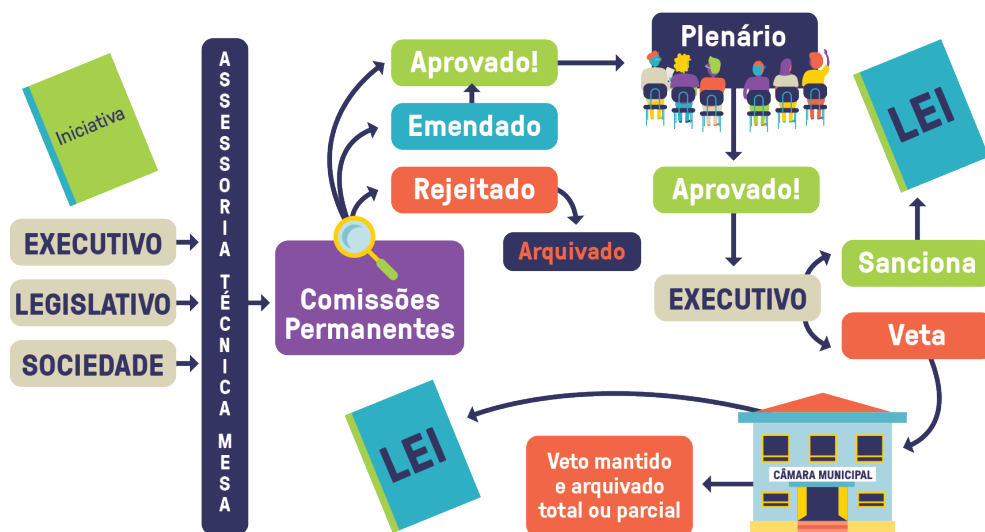 Iniciativa
EXECUTIVO
LEGISLATIVO
SOCIEDADE
ASSESSORIA TÉCNICA MESA
Comissões
Permanentes
Aprovado!
Emendado
Rejeitado
Arquivado
Plenário
Aprovado!
EXECUTIVO
Sanciona
LEI
Veta
CÂMARA MUNICIPAL
Veto mantido
e arquivado
total ou parcial
LEI